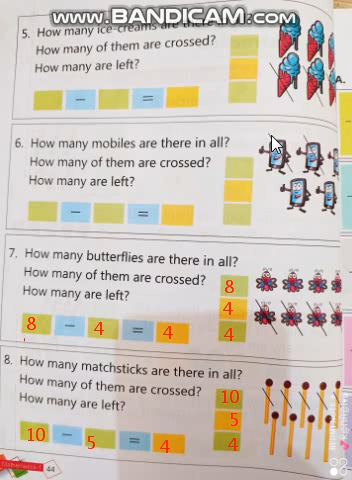 www.BANDICAM.com
5. How many ice-creams are there
How many of them are crossed?
How many are left?
− =
A.
6. How many mobiles are there in all?
How many of them are crossed?
How many are left?
− =
7. How many butterflies are there in all?
How many of them are crossed? 8
How many are left? 4
8 − 4 = 4 4
8. How many matchsticks are there in all?
How many of them are crossed? 10
How many are left? 5
10 − 5 = 4 4
44